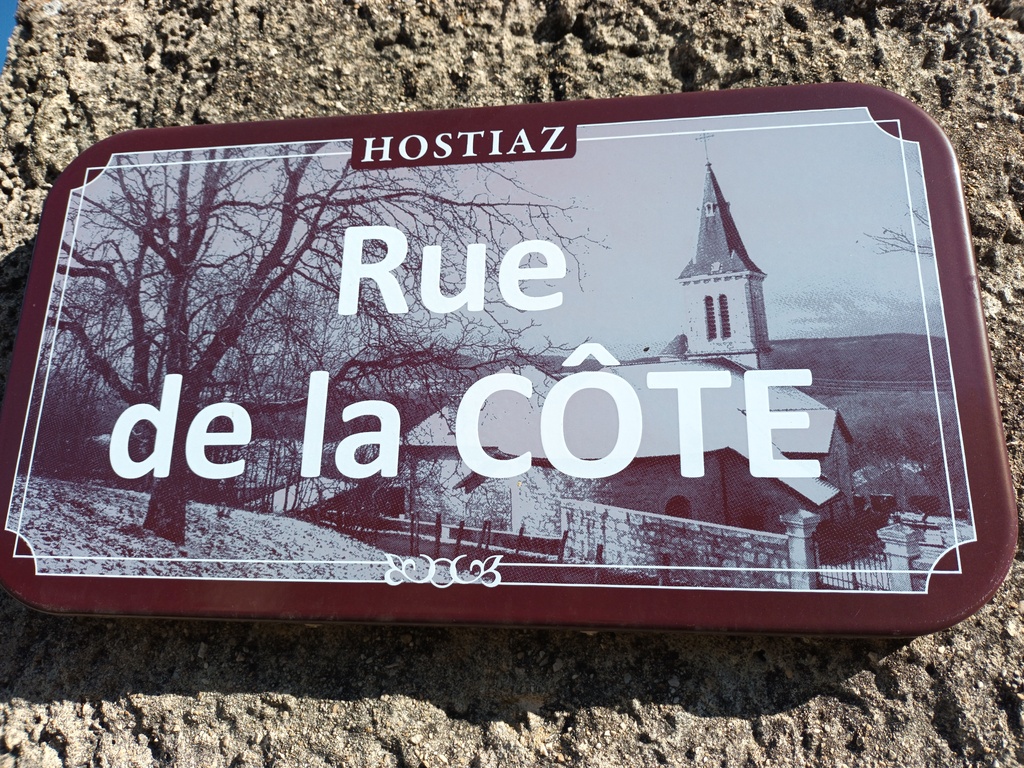 HOSTIAZ
Rue
de la CÔTE